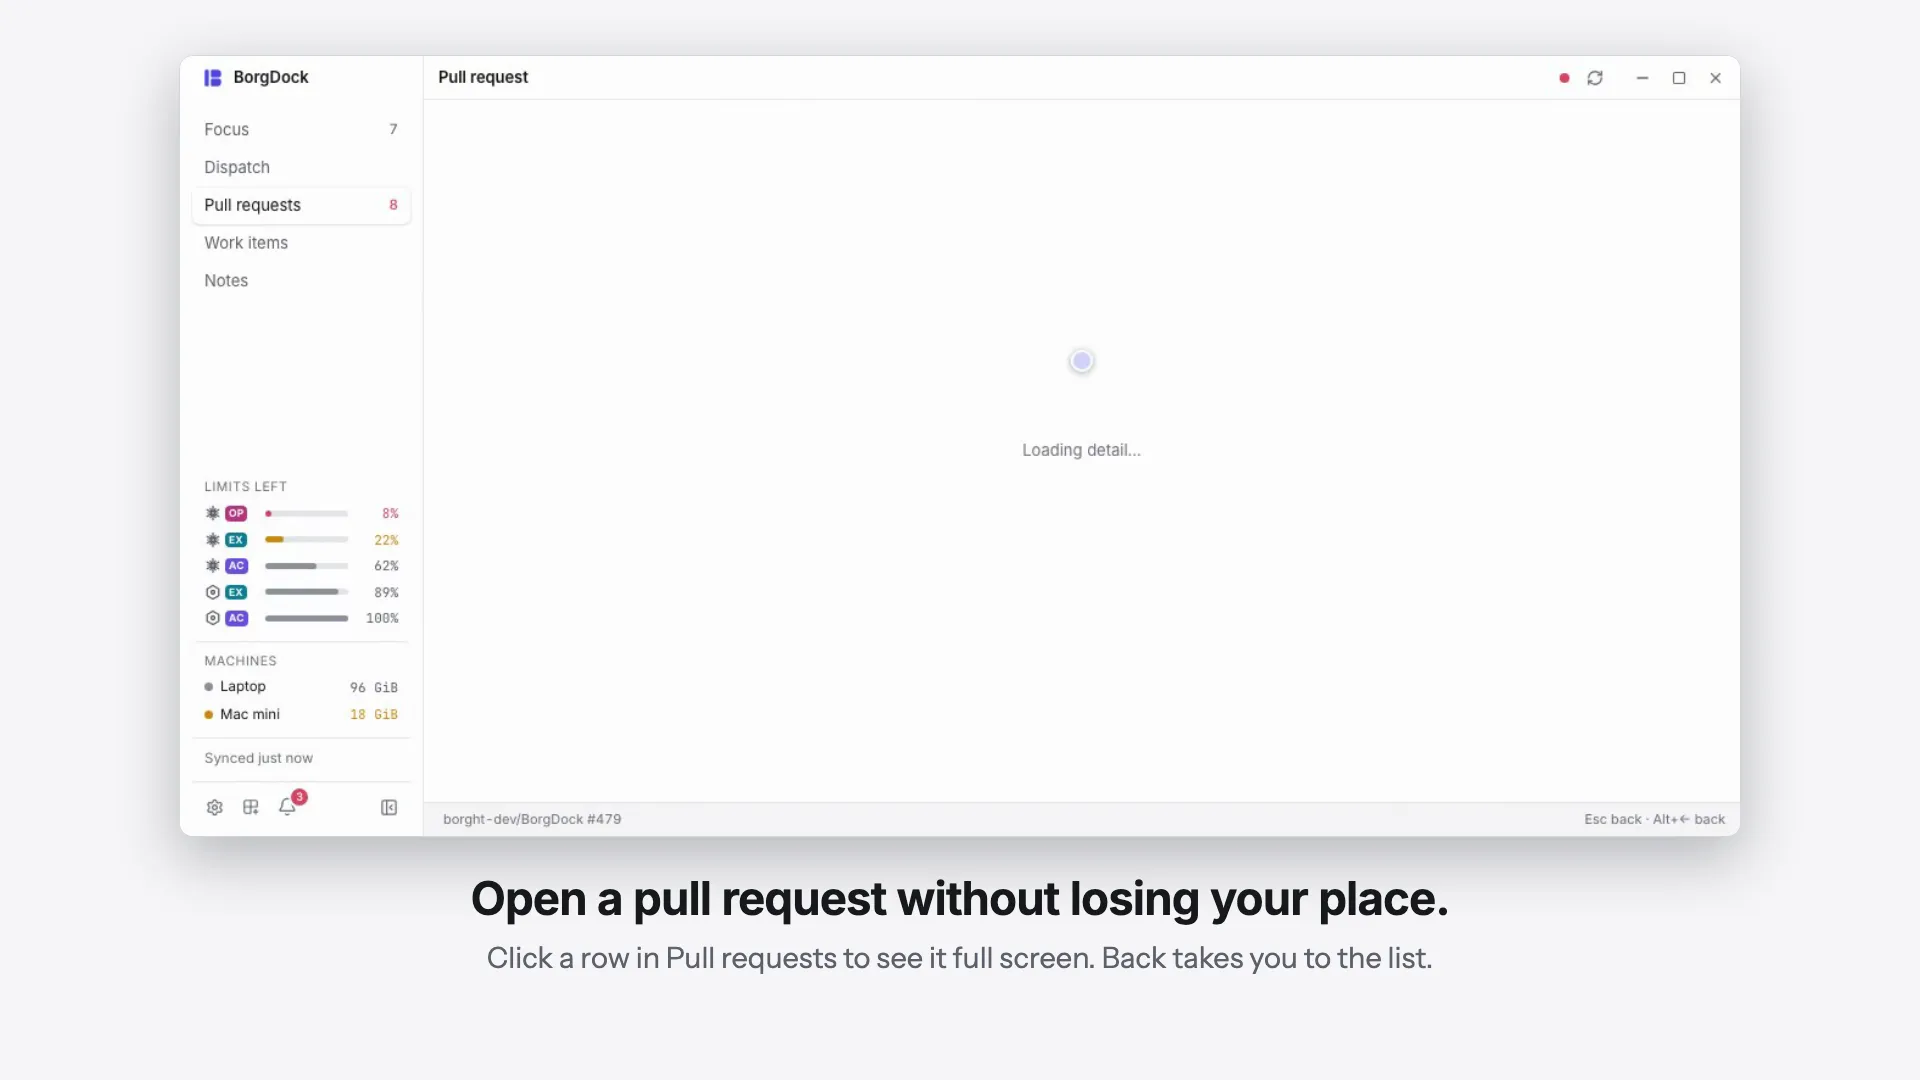 BorgDock
Focus 7
Dispatch
Pull requests 8
Work items
Notes
LIMITS LEFT
OP 8%
EX 22%
AC 62%
EX 89%
AC 100%
MACHINES
Laptop 96 GiB
Mac mini 18 GiB
Synced just now
3
Pull request
Loading detail...
borght-dev/BorgDock #479
Esc back · Alt+← back
Open a pull request without losing your place.
Click a row in Pull requests to see it full screen. Back takes you to the list.